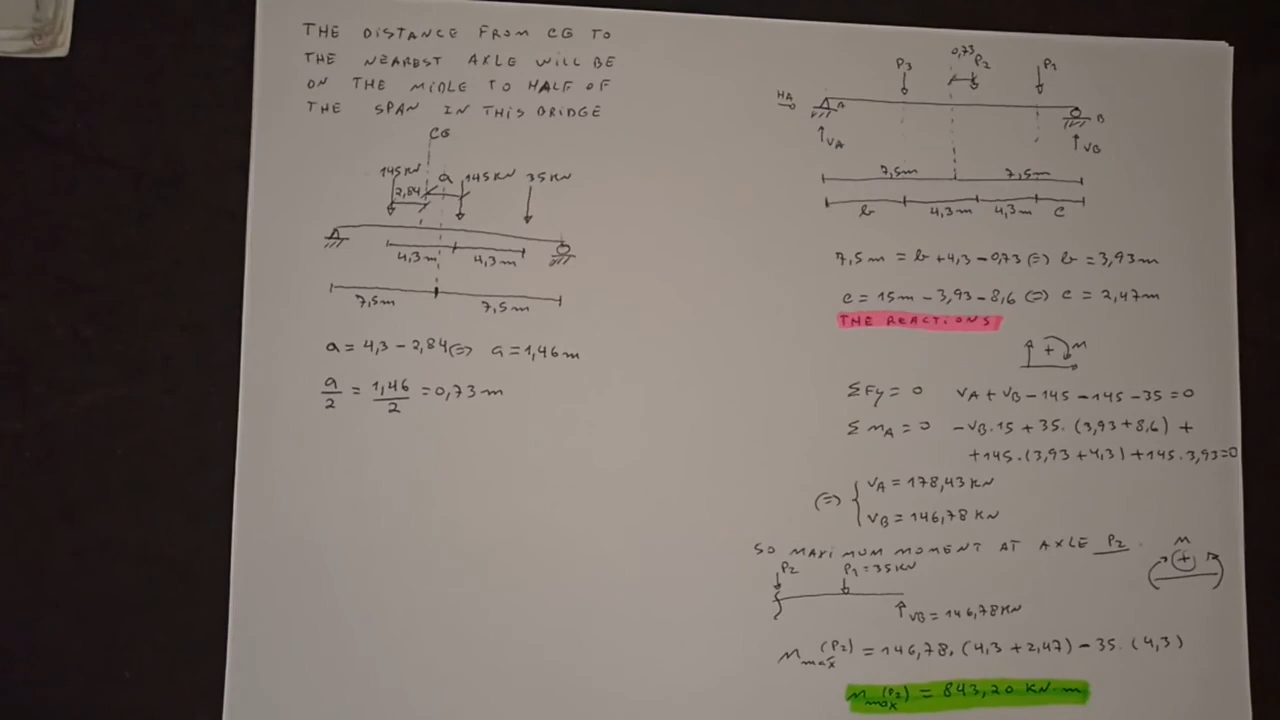 THE DISTANCE FROM CG TO
THE NEAREST AXLE WILL BE
ON THE MIDLE TO HALF OF
THE SPAN IN THIS BRIDGE
CG
145KN a 145KN 35KN
2,84
A
4,3m 4,3m
7,5m 7,5m
a = 4,3 - 2,84 (=) a = 1,46 m
a/2 = 1,46/2 = 0,73 m
0,73
P3 P2 P1
HA A B
VA VB
7,5m 7,5m
b 4,3m 4,3m c
7,5m = b + 4,3 - 0,73 (=) b = 3,93m
c = 15m - 3,93 - 8,6 (=) c = 2,47m
THE REACTIONS
+ M
ΣFy = 0 VA + VB - 145 - 145 - 35 = 0
ΣMA = 0 -VB.15 + 35. (3,93 + 8,6) +
+145.(3,93 + 4,3) + 145.3,93 = 0
(=) { VA = 178,43 KN
VB = 146,78 KN
SO MAXIMUM MOMENT AT AXLE P2.
M
+
P2 P1 = 35KN
VB = 146,78KN
M max (P2) = 146,78. (4,3 + 2,47) - 35. (4,3)
M max (P2) = 843,20 KN.m